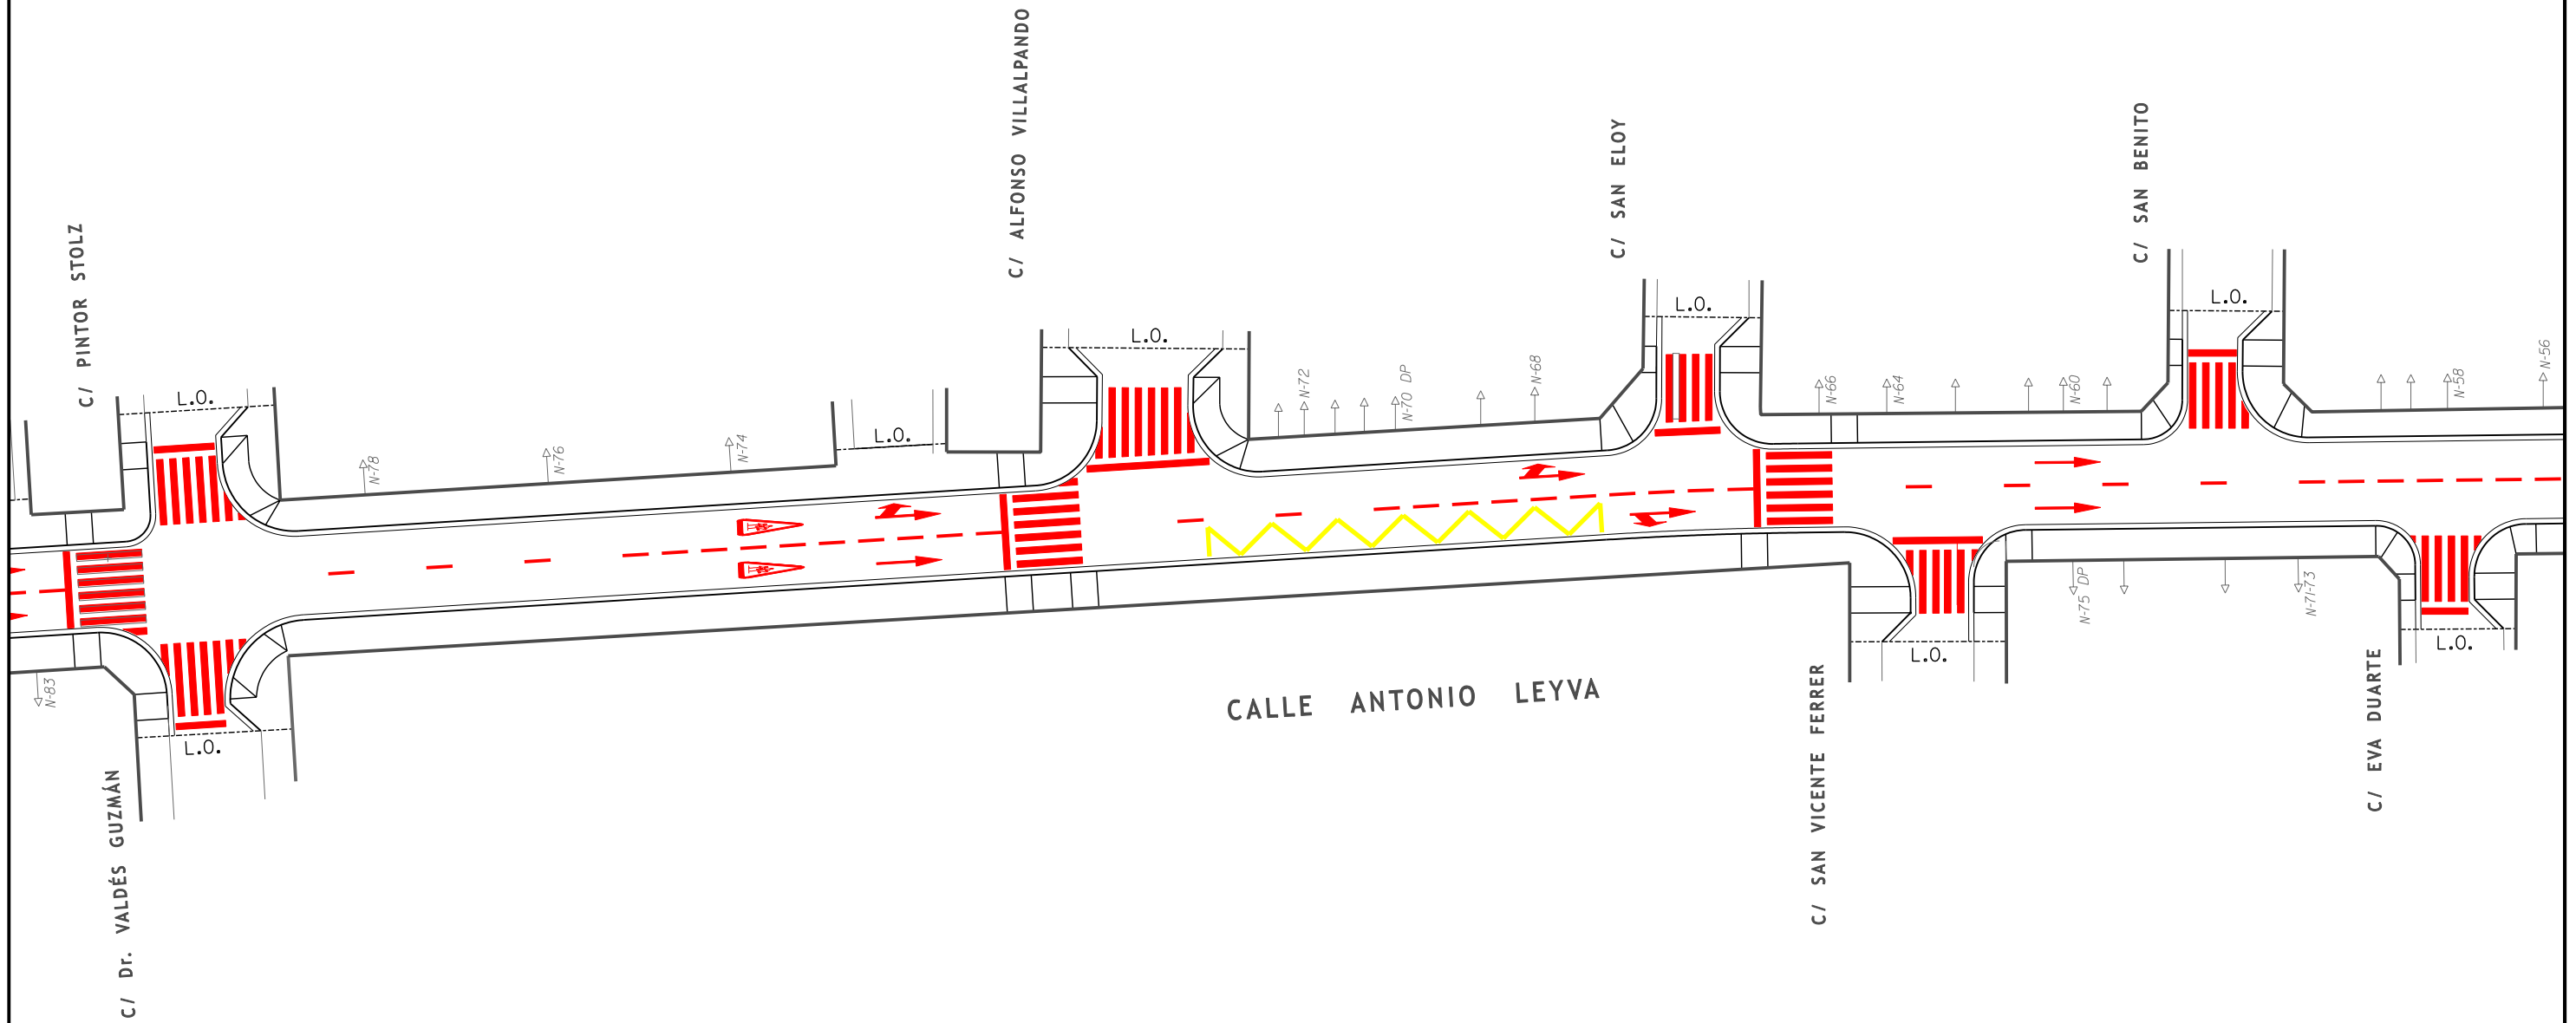 C/ PINTOR STOLZ
C/ ALFONSO VILLALPANDO
C/ SAN ELOY
C/ SAN BENITO
L.O.
L.O.
L.O.
L.O.
L.O.
N-78
N-76
N-74
N-72
N-70 DP
N-68
N-66
N-64
N-60
N-58
N-56
N-83
N-75 DP
N-71-73
L.O.
L.O.
L.O.
CALLE ANTONIO LEYVA
C/ Dr. VALDÉS GUZMÁN
C/ SAN VICENTE FERRER
C/ EVA DUARTE